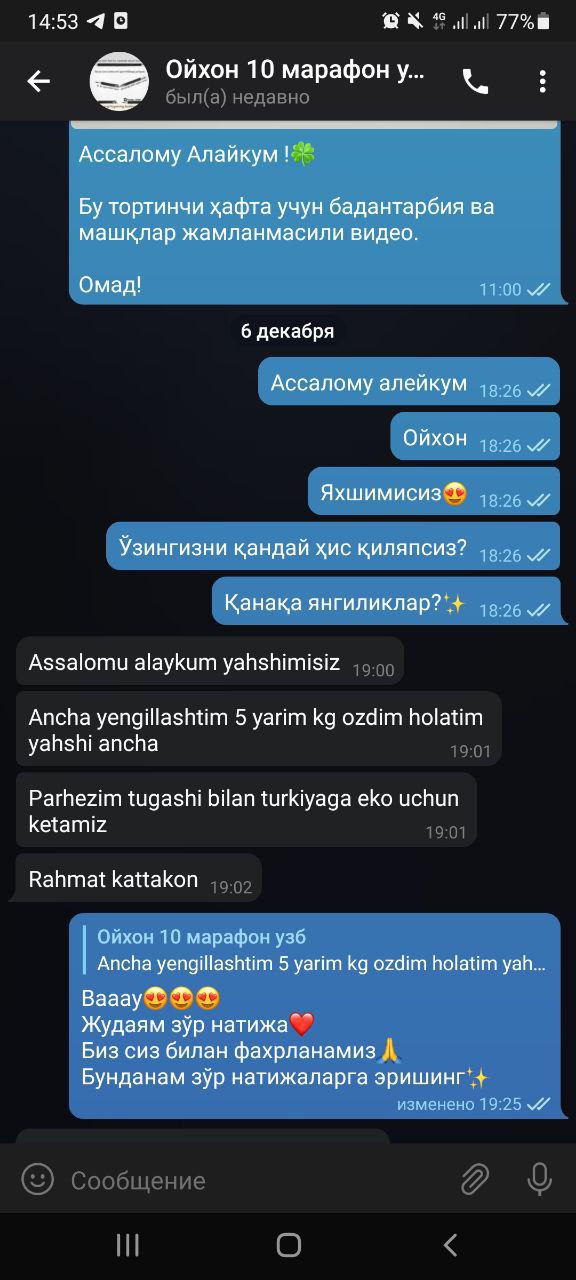 14:53
4G
77%
Ойхон 10 марафон у...
был(а) недавно
Ассалому Алайкум !🍀
Бу тортинчи ҳафта учун бадантарбия ва
машқлар жамланмасили видео.
Омад!
11:00
6 декабря
Ассалому алейкум 18:26
Ойхон 18:26
Яхшимисиз😍 18:26
Ўзингизни қандай ҳис қиляпсиз? 18:26
Қанақа янгиликлар?✨ 18:26
Assalomu alaykum yahshimisiz 19:00
Ancha yengillashtim 5 yarim kg ozdim holatim
yahshi ancha 19:01
Parhezim tugashi bilan turkiyaga eko uchun
ketamiz 19:01
Rahmat kattakon 19:02
Ойхон 10 марафон узб
Ancha yengillashtim 5 yarim kg ozdim holatim yah...
Вааау😍😍😍
Жудаям зўр натижа❤️
Биз сиз билан фахрланамиз🙏
Бунданам зўр натижаларга эришинг✨
изменено 19:25
Сообщение